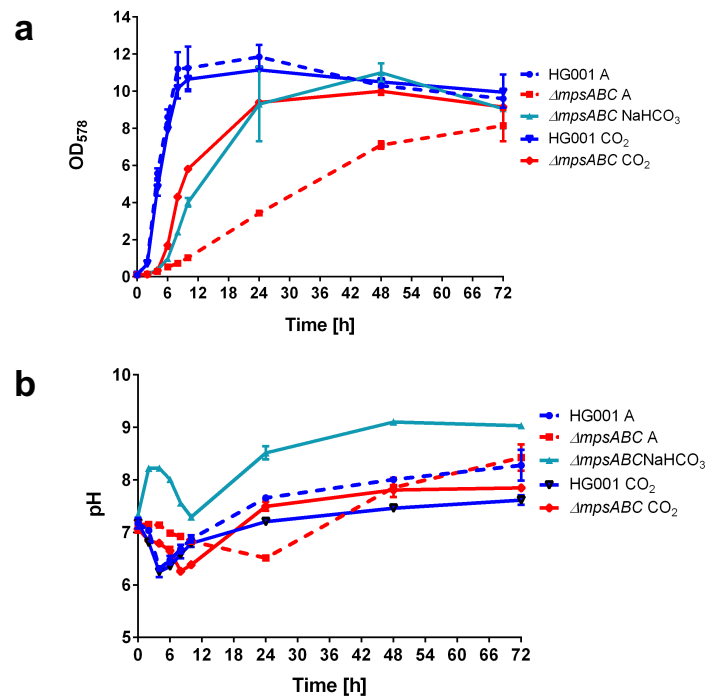 a
14
12
10
8
6
4
2
0
OD578
0 6 12 18 24 30 36 42 48 54 60 66 72
Time [h]
HG001 A
ΔmpsABC A
ΔmpsABC NaHCO3
HG001 CO2
ΔmpsABC CO2
b
10
9
8
7
6
5
pH
0 6 12 18 24 30 36 42 48 54 60 66 72
Time [h]
HG001 A
ΔmpsABC A
ΔmpsABCNaHCO3
HG001 CO2
ΔmpsABC CO2